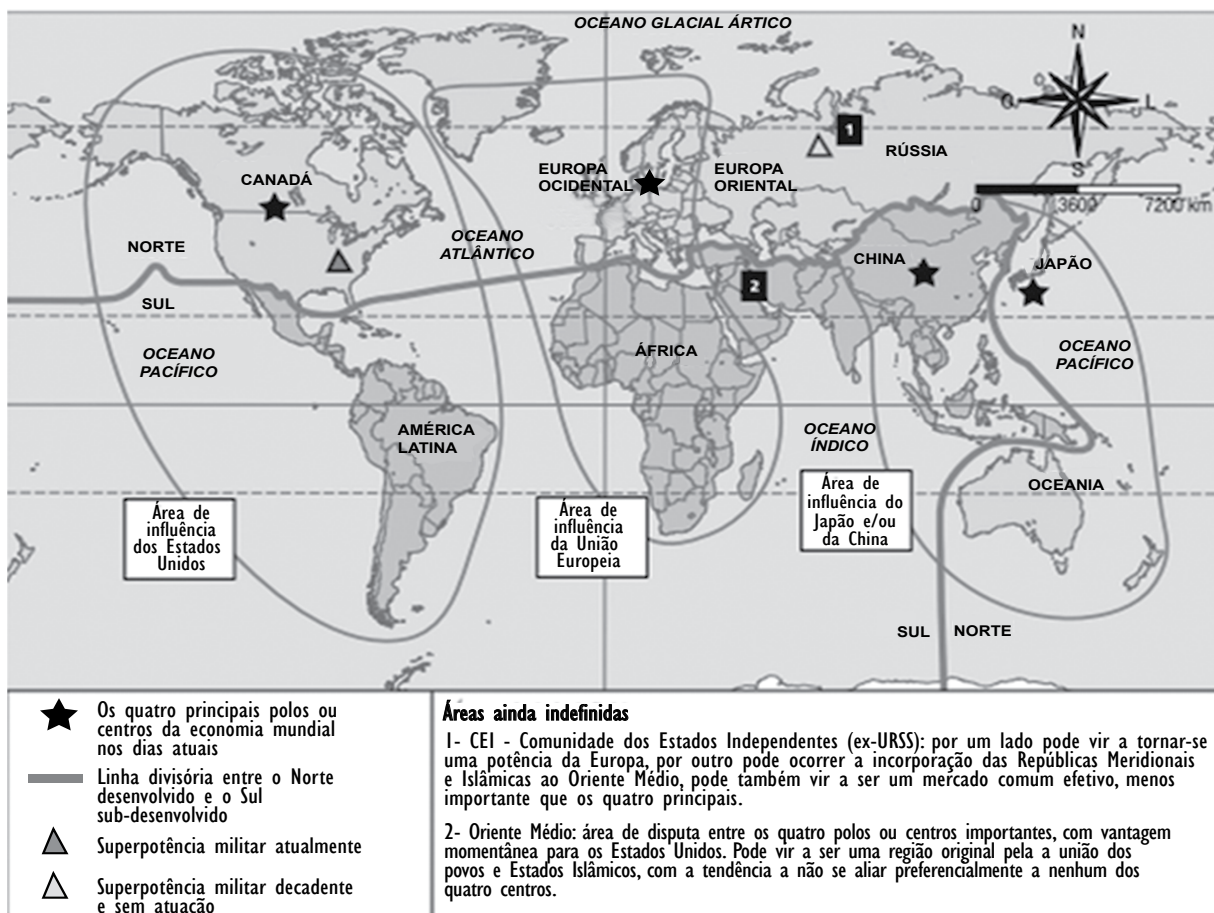 OCEANO GLACIAL ÁRTICO
N
O
L
S
1
RÚSSIA
0
3600
7200 km
EUROPA
OCIDENTAL
EUROPA
ORIENTAL
CANADÁ
NORTE
SUL
OCEANO
ATLÂNTICO
CHINA
JAPÃO
2
OCEANO
PACÍFICO
ÁFRICA
OCEANO
PACÍFICO
AMÉRICA
LATINA
OCEANO
ÍNDICO
OCEANIA
Área de
influência
dos Estados
Unidos
Área de
influência
da União
Europeia
Área de
influência do
Japão e/ou
da China
SUL
NORTE
Os quatro principais polos ou
centros da economia mundial
nos dias atuais
Linha divisória entre o Norte
desenvolvido e o Sul
sub-desenvolvido
Superpotência militar atualmente
Superpotência militar decadente
e sem atuação
Áreas ainda indefinidas
1- CEI - Comunidade dos Estados Independentes (ex-URSS): por um lado pode vir a tornar-se
uma potência da Europa, por outro pode ocorrer a incorporação das Repúblicas Meridionais
e Islâmicas ao Oriente Médio, pode também vir a ser um mercado comum efetivo, menos
importante que os quatro principais.
2- Oriente Médio: área de disputa entre os quatro polos ou centros importantes, com vantagem
momentânea para os Estados Unidos. Pode vir a ser uma região original pela a união dos
povos e Estados Islâmicos, com a tendência a não se aliar preferencialmente a nenhum dos
quatro centros.